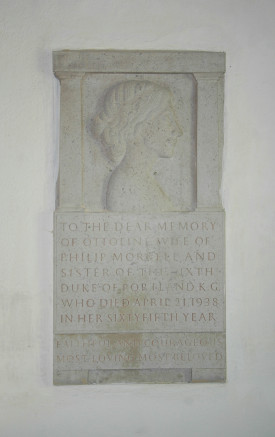 TO THE DEAR MEMORY
OF OTTOLINE WIFE OF
PHILIP MORRELL AND
SISTER OF THE SIXTH
DUKE OF PORTLAND. K.G
WHO DIED APRIL 21. 1938
IN HER SIXTY FIFTH YEAR
COURAGEOUS
MOST LOVING MOST BELOVED